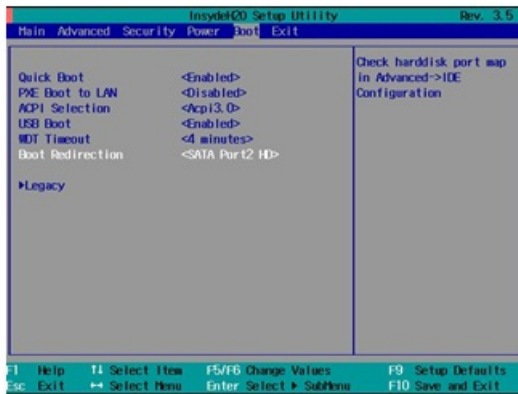 InsydeH2O Setup Utility Rev. 3.5
Main Advanced Security Power Boot Exit
Quick Boot <Enabled>
PXE Boot to LAN <Disabled>
ACPI Selection <Acpi3.0>
USB Boot <Enabled>
WDT Timeout <4 minutes>
Boot Redirection <SATA Port2 HD>
▶Legacy
Check harddisk port map
in Advanced->IDE
Configuration
F1 Help ↑↓ Select Item F5/F6 Change Values F9 Setup Defaults
Esc Exit ↔ Select Menu Enter Select ▶ SubMenu F10 Save and Exit